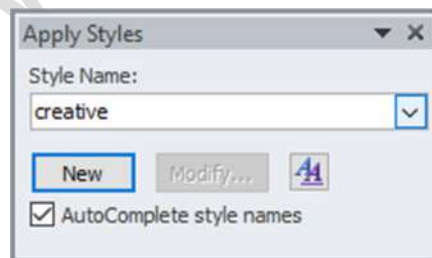 Apply Styles
Style Name:
creative
New Modify...
AutoComplete style names